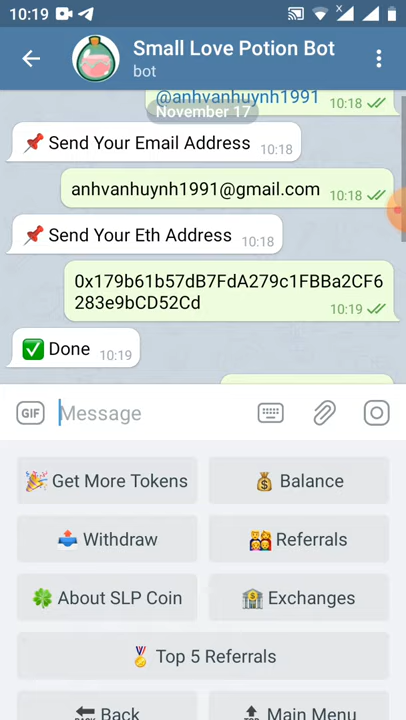 10:19
Small Love Potion Bot
bot
@anhvanhuynh1991 10:18
November 17
📌 Send Your Email Address 10:18
anhvanhuynh1991@gmail.com 10:18
📌 Send Your Eth Address 10:18
0x179b61b57dB7FdA279c1FBBa2CF6
283e9bCD52Cd 10:19
✅ Done 10:19
GIF Message
🎉 Get More Tokens
💰 Balance
📤 Withdraw
👭 Referrals
🍀 About SLP Coin
🏦 Exchanges
🏅 Top 5 Referrals
🔙 Back
🔝 Main Menu